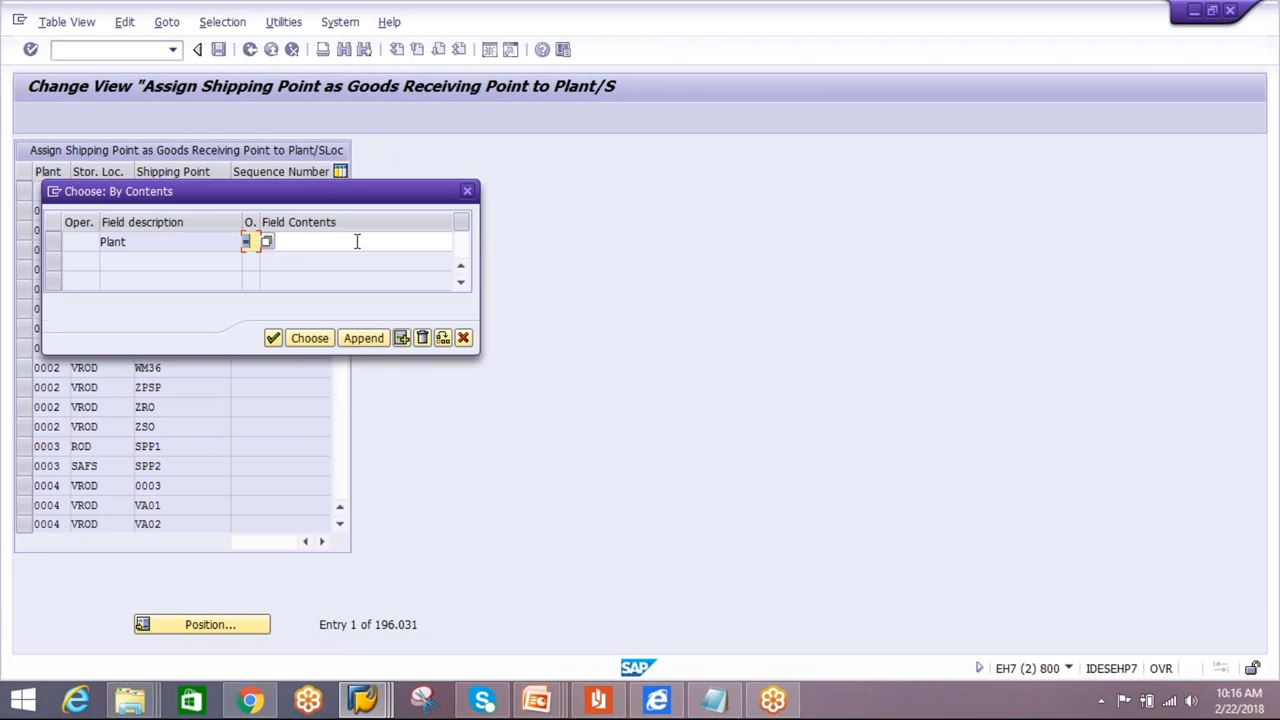 Table View Edit Goto Selection Utilities System Help
Change View "Assign Shipping Point as Goods Receiving Point to Plant/S
Assign Shipping Point as Goods Receiving Point to Plant/SLoc
Plant Stor. Loc. Shipping Point Sequence Number
Choose: By Contents
Oper. Field description O. Field Contents
Plant =
Choose Append
0002 VROD WM36
0002 VROD ZPSP
0002 VROD ZRO
0002 VROD ZSO
0003 ROD SPP1
0003 SAFS SPP2
0004 VROD 0003
0004 VROD VA01
0004 VROD VA02
Position... Entry 1 of 196.031
SAP EH7 (2) 800 IDESEHP7 OVR
10:16 AM
2/22/2018